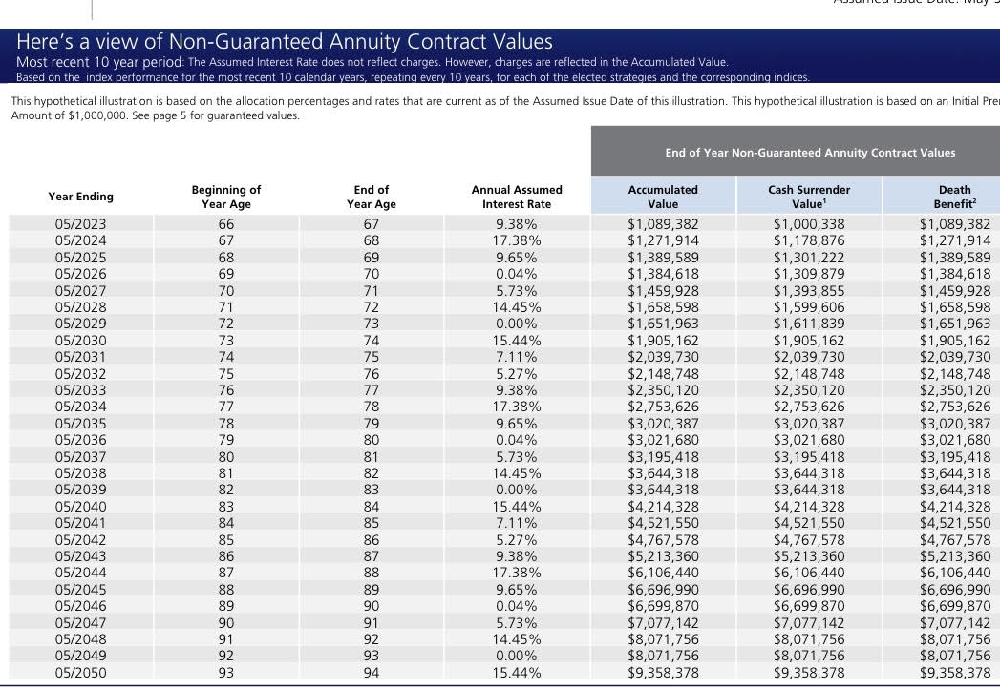 Assumed Issue Date: May 3
Here's a view of Non-Guaranteed Annuity Contract Values
Most recent 10 year period: The Assumed Interest Rate does not reflect charges. However, charges are reflected in the Accumulated Value.
Based on the index performance for the most recent 10 calendar years, repeating every 10 years, for each of the elected strategies and the corresponding indices.
This hypothetical illustration is based on the allocation percentages and rates that are current as of the Assumed Issue Date of this illustration. This hypothetical illustration is based on an Initial Pre
Amount of $1,000,000. See page 5 for guaranteed values.
End of Year Non-Guaranteed Annuity Contract Values
Year Ending Beginning of Year Age End of Year Age Annual Assumed Interest Rate Accumulated Value Cash Surrender Value¹ Death Benefit²
05/2023 66 67 9.38% $1,089,382 $1,000,338 $1,089,382
05/2024 67 68 17.38% $1,271,914 $1,178,876 $1,271,914
05/2025 68 69 9.65% $1,389,589 $1,301,222 $1,389,589
05/2026 69 70 0.04% $1,384,618 $1,309,879 $1,384,618
05/2027 70 71 5.73% $1,459,928 $1,393,855 $1,459,928
05/2028 71 72 14.45% $1,658,598 $1,599,606 $1,658,598
05/2029 72 73 0.00% $1,651,963 $1,611,839 $1,651,963
05/2030 73 74 15.44% $1,905,162 $1,905,162 $1,905,162
05/2031 74 75 7.11% $2,039,730 $2,039,730 $2,039,730
05/2032 75 76 5.27% $2,148,748 $2,148,748 $2,148,748
05/2033 76 77 9.38% $2,350,120 $2,350,120 $2,350,120
05/2034 77 78 17.38% $2,753,626 $2,753,626 $2,753,626
05/2035 78 79 9.65% $3,020,387 $3,020,387 $3,020,387
05/2036 79 80 0.04% $3,021,680 $3,021,680 $3,021,680
05/2037 80 81 5.73% $3,195,418 $3,195,418 $3,195,418
05/2038 81 82 14.45% $3,644,318 $3,644,318 $3,644,318
05/2039 82 83 0.00% $3,644,318 $3,644,318 $3,644,318
05/2040 83 84 15.44% $4,214,328 $4,214,328 $4,214,328
05/2041 84 85 7.11% $4,521,550 $4,521,550 $4,521,550
05/2042 85 86 5.27% $4,767,578 $4,767,578 $4,767,578
05/2043 86 87 9.38% $5,213,360 $5,213,360 $5,213,360
05/2044 87 88 17.38% $6,106,440 $6,106,440 $6,106,440
05/2045 88 89 9.65% $6,696,990 $6,696,990 $6,696,990
05/2046 89 90 0.04% $6,699,870 $6,699,870 $6,699,870
05/2047 90 91 5.73% $7,077,142 $7,077,142 $7,077,142
05/2048 91 92 14.45% $8,071,756 $8,071,756 $8,071,756
05/2049 92 93 0.00% $8,071,756 $8,071,756 $8,071,756
05/2050 93 94 15.44% $9,358,378 $9,358,378 $9,358,378